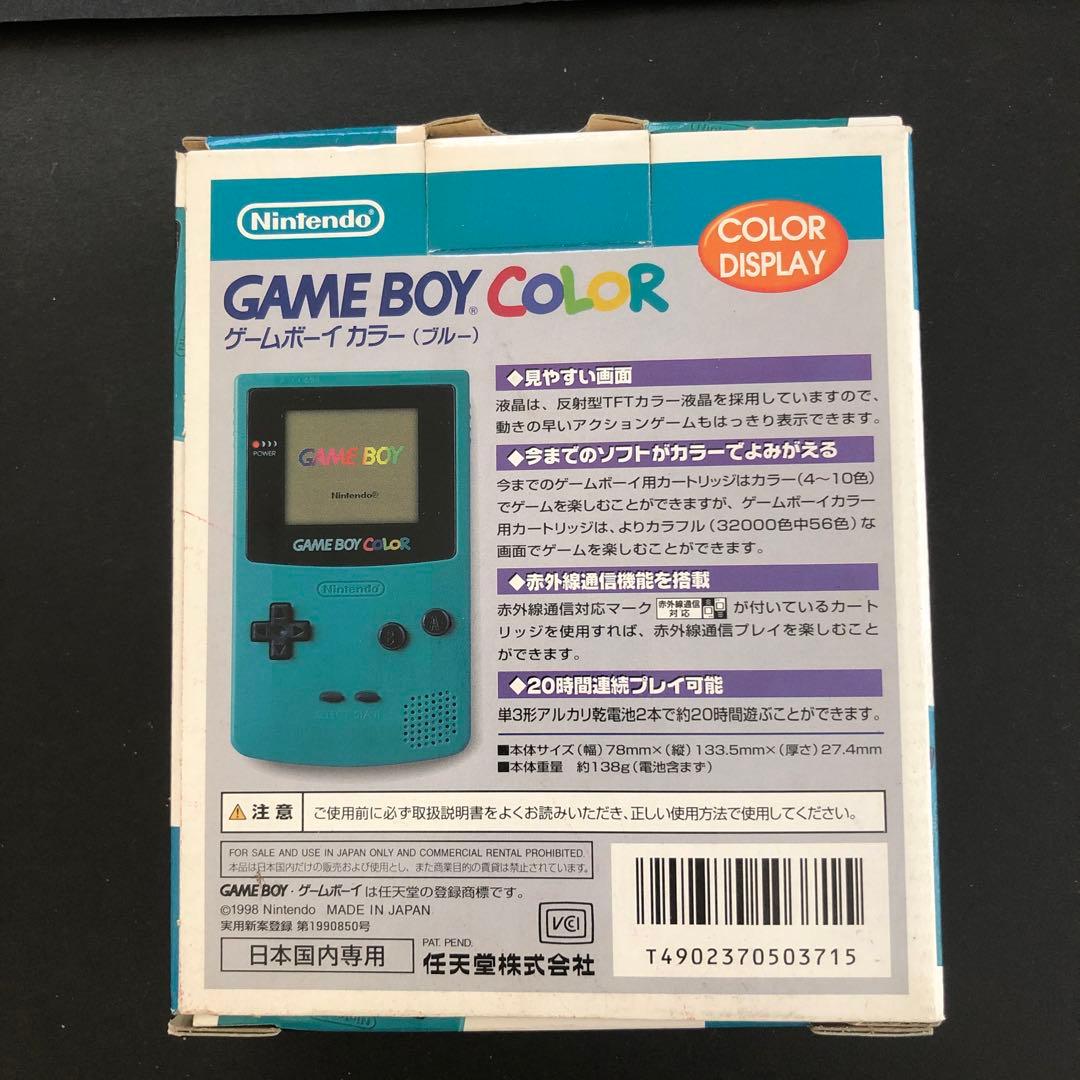 Nintendo®
COLOR
DISPLAY
GAME BOY® COLOR
ゲームボーイ カラー（ブルー）
POWER
GAME BOY
Nintendo®
GAME BOY COLOR
Nintendo
B A
SELECT START
◆見やすい画面
液晶は、反射型TFTカラー液晶を採用していますので、
動きの早いアクションゲームもはっきり表示できます。
◆今までのソフトがカラーでよみがえる
今までのゲームボーイ用カートリッジはカラー（4〜10色）
でゲームを楽しむことができますが、ゲームボーイカラー
用カートリッジは、よりカラフル（32000色中56色）な
画面でゲームを楽しむことができます。
◆赤外線通信機能を搭載
赤外線通信対応マーク 赤外線通信対応 が付いているカート
リッジを使用すれば、赤外線通信プレイを楽しむこと
ができます。
◆20時間連続プレイ可能
単3形アルカリ乾電池2本で約20時間遊ぶことができます。
■本体サイズ（幅）78mm×（縦）133.5mm×（厚さ）27.4mm
■本体重量 約138g（電池含まず）
注意 ご使用前に必ず取扱説明書をよくお読みいただき、正しい使用方法で使用してください。
FOR SALE AND USE IN JAPAN ONLY AND COMMERCIAL RENTAL PROHIBITED.
本品は日本国内だけの販売および使用とし、また商業目的の賃貸は禁止されています。
GAME BOY・ゲームボーイは任天堂の登録商標です。
©1998 Nintendo MADE IN JAPAN
実用新案登録 第1990850号
VCI
日本国内専用
PAT. PEND.
任天堂株式会社
T4902370503715